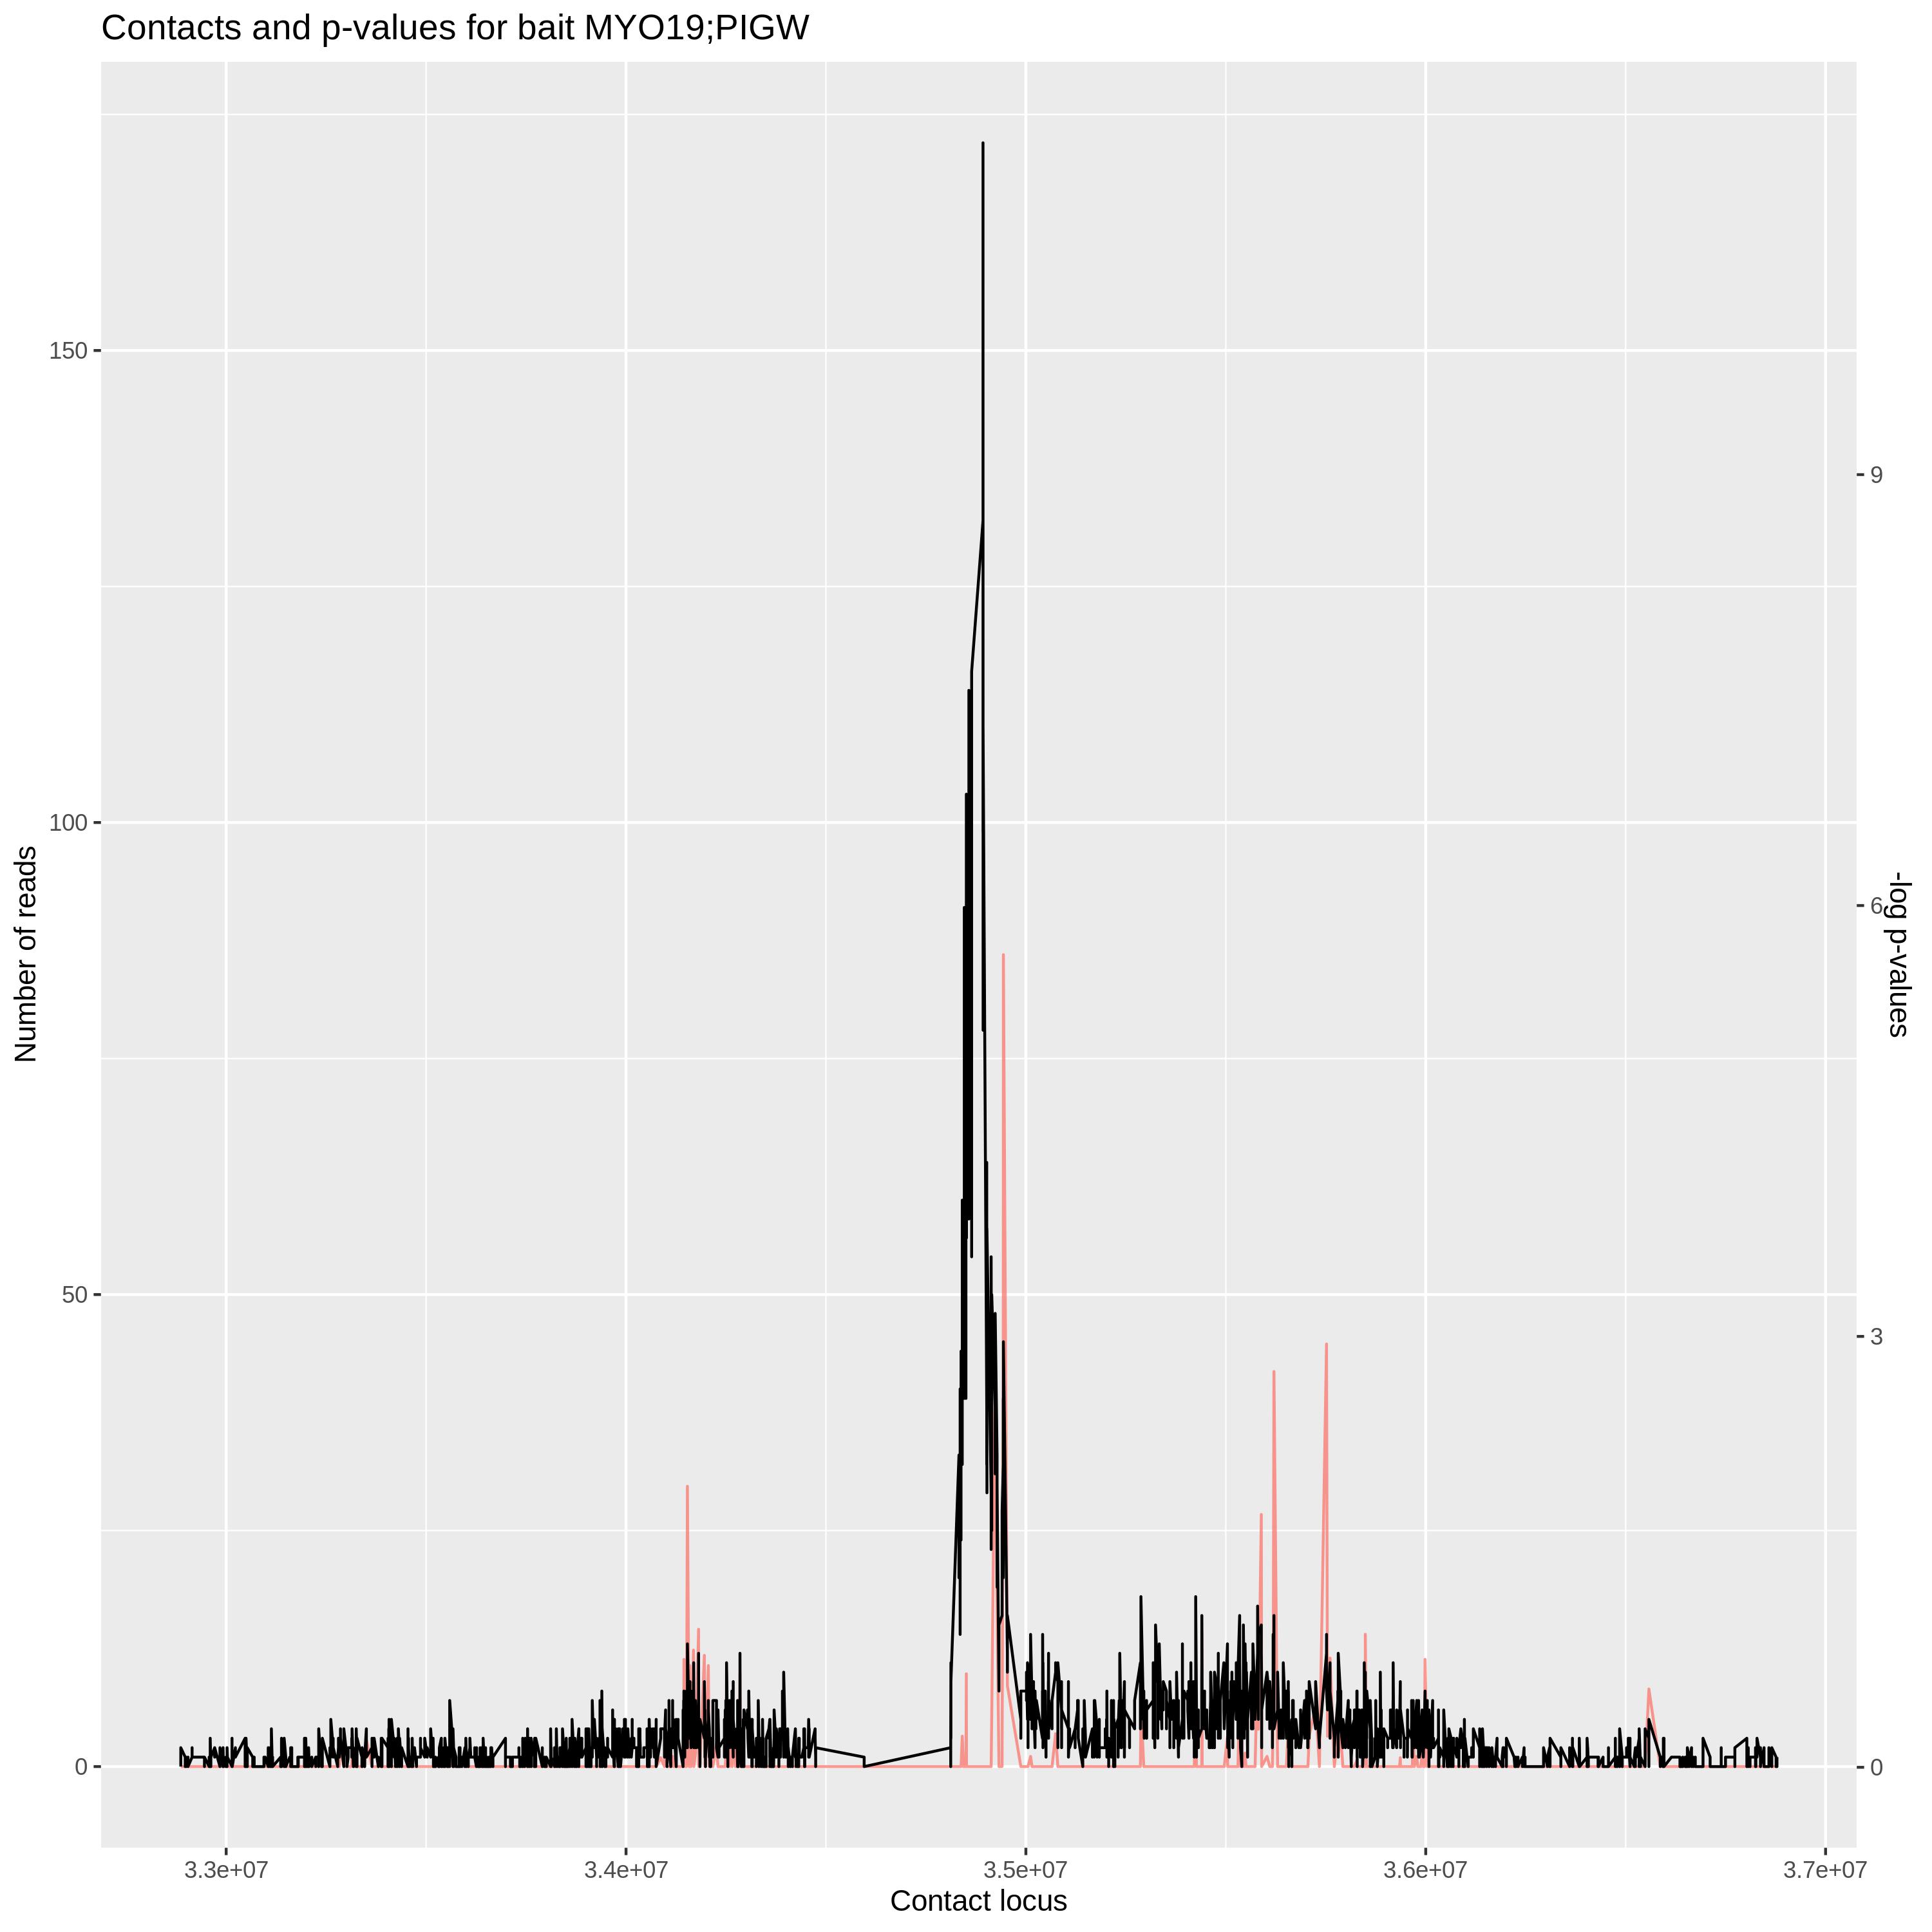 Contacts and p-values for bait MYO19;PIGW
150
100
50
0
Number of reads
9
6
3
0
-log p-values
3.3e+07
3.4e+07
3.5e+07
3.6e+07
3.7e+07
Contact locus